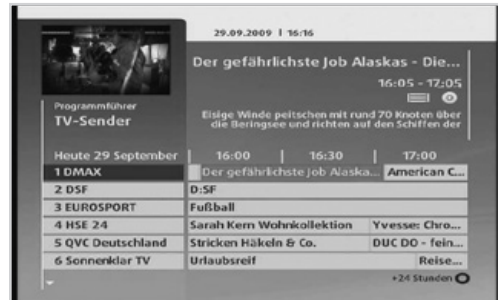 29.09.2009 | 16:16
Der gefährlichste Job Alaskas - Die...
16:05 - 17:05
Programmführer
TV-Sender
Eisige Winde peitschen mit rund 70 Knoten über
die Beringsee und richten auf den Schiffen der
Heute 29 September | 16:00 | 16:30 | 17:00
1 DMAX Der gefährlichste Job Alaska... American C...
2 DSF D:SF
3 EUROSPORT Fußball
4 HSE 24 Sarah Kern Wohnkollektion Yvesse: Chro...
5 QVC Deutschland Stricken Häkeln & Co. DUC DO - fein...
6 Sonnenklar TV Urlaubsreif Reise...
+24 Stunden